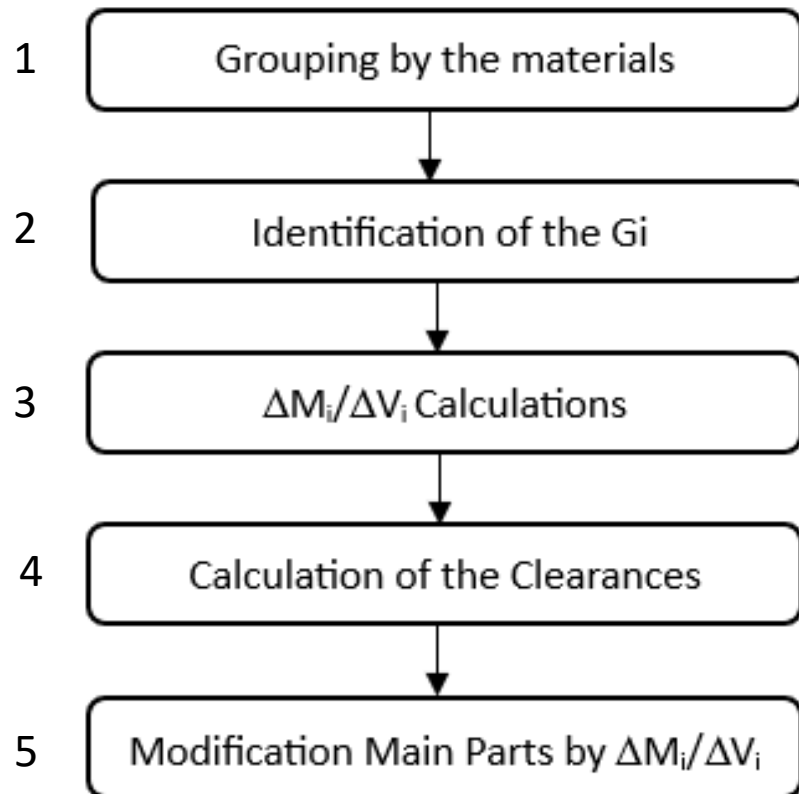 1 Grouping by the materials
2 Identification of the Gi
3 ΔMᵢ/ΔVᵢ Calculations
4 Calculation of the Clearances
5 Modification Main Parts by ΔMᵢ/ΔVᵢ